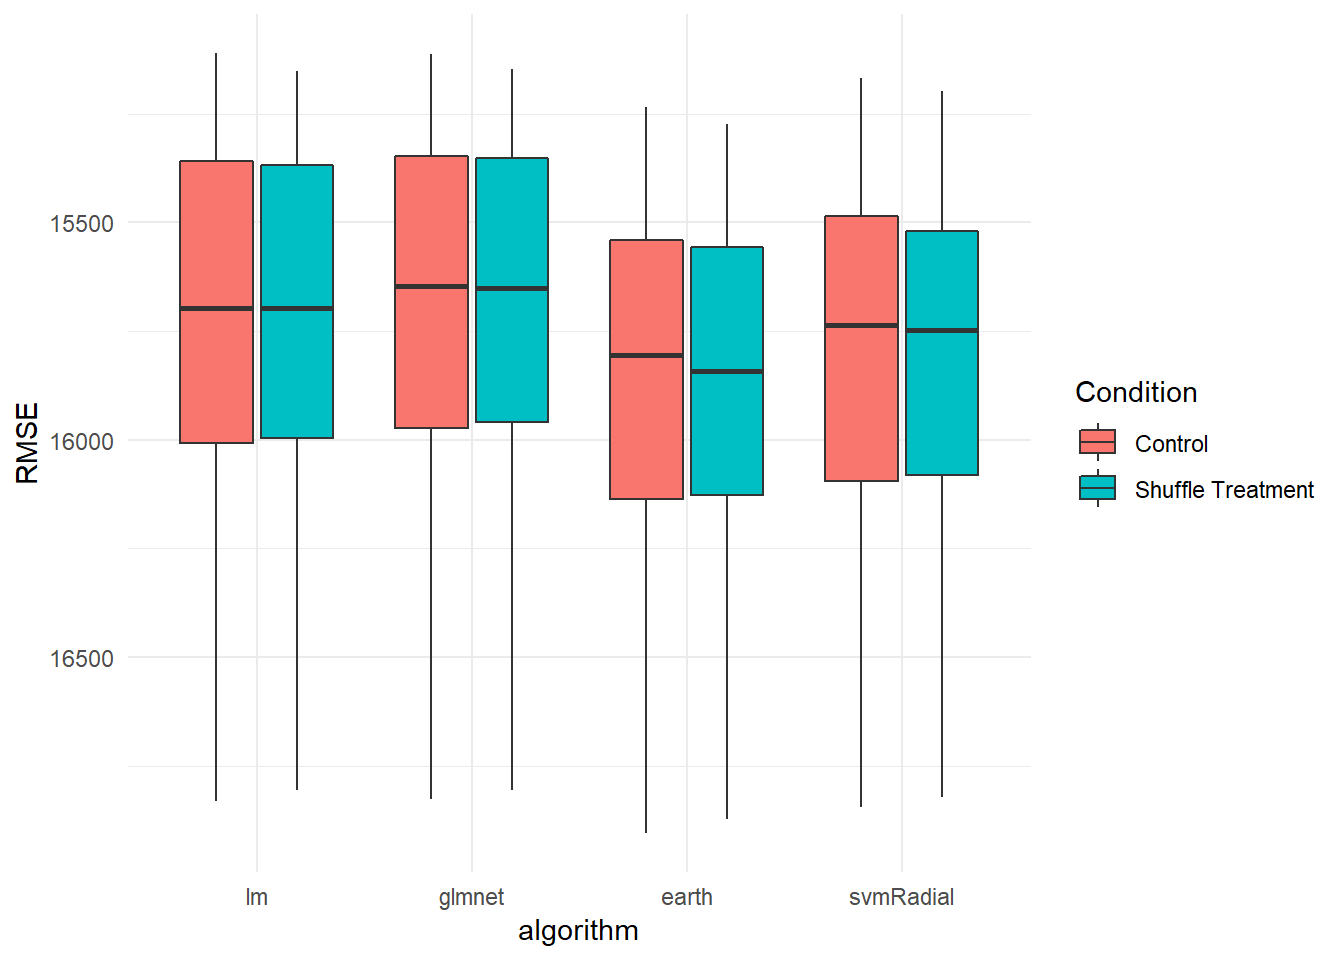 RMSE
15500
16000
16500
lm
glmnet
earth
svmRadial
algorithm
Condition
Control
Shuffle Treatment